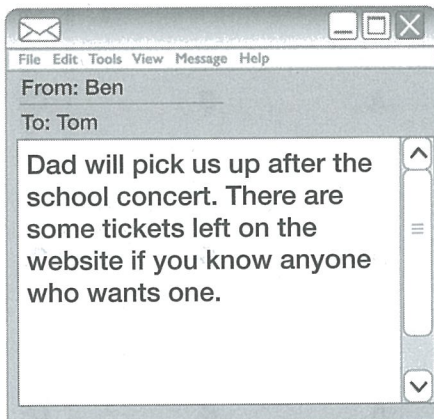 File Edit Tools View Message Help
From: Ben
To: Tom
Dad will pick us up after the
school concert. There are
some tickets left on the
website if you know anyone
who wants one.